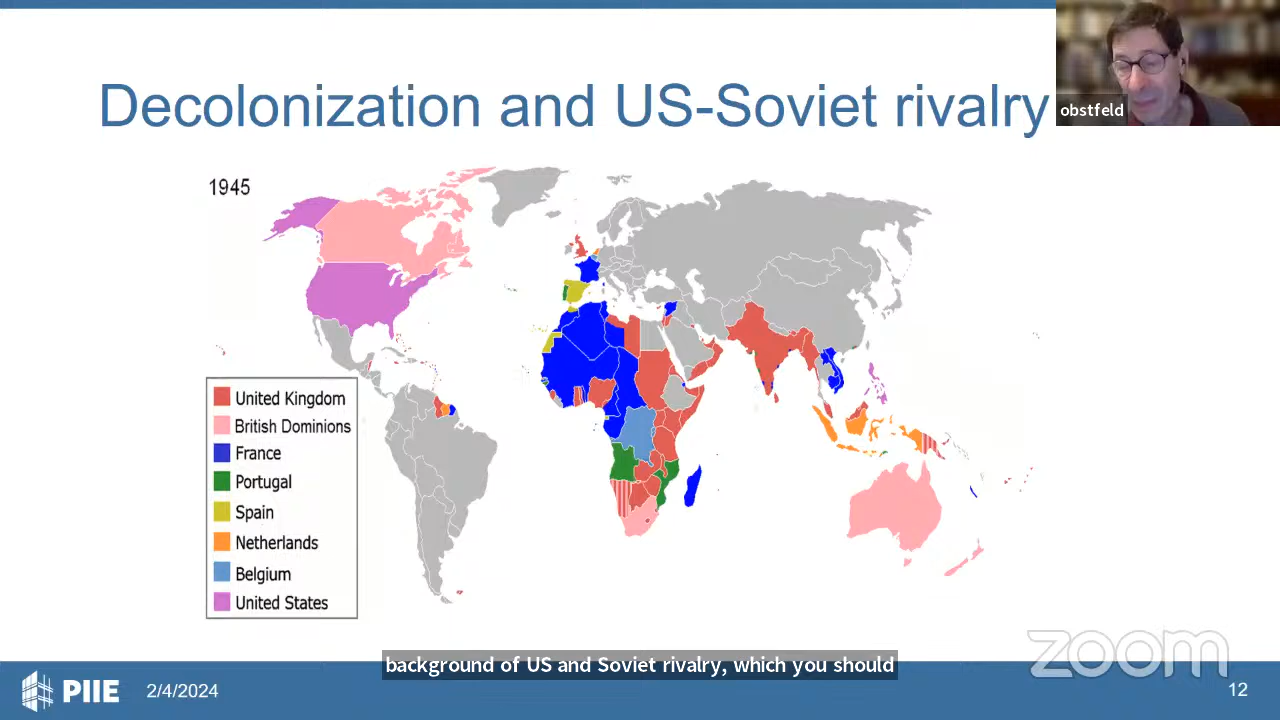 Decolonization and US-Soviet rivalry
obstfeld
1945
United Kingdom
British Dominions
France
Portugal
Spain
Netherlands
Belgium
United States
zoom
background of US and Soviet rivalry, which you should
PIIE
2/4/2024
12